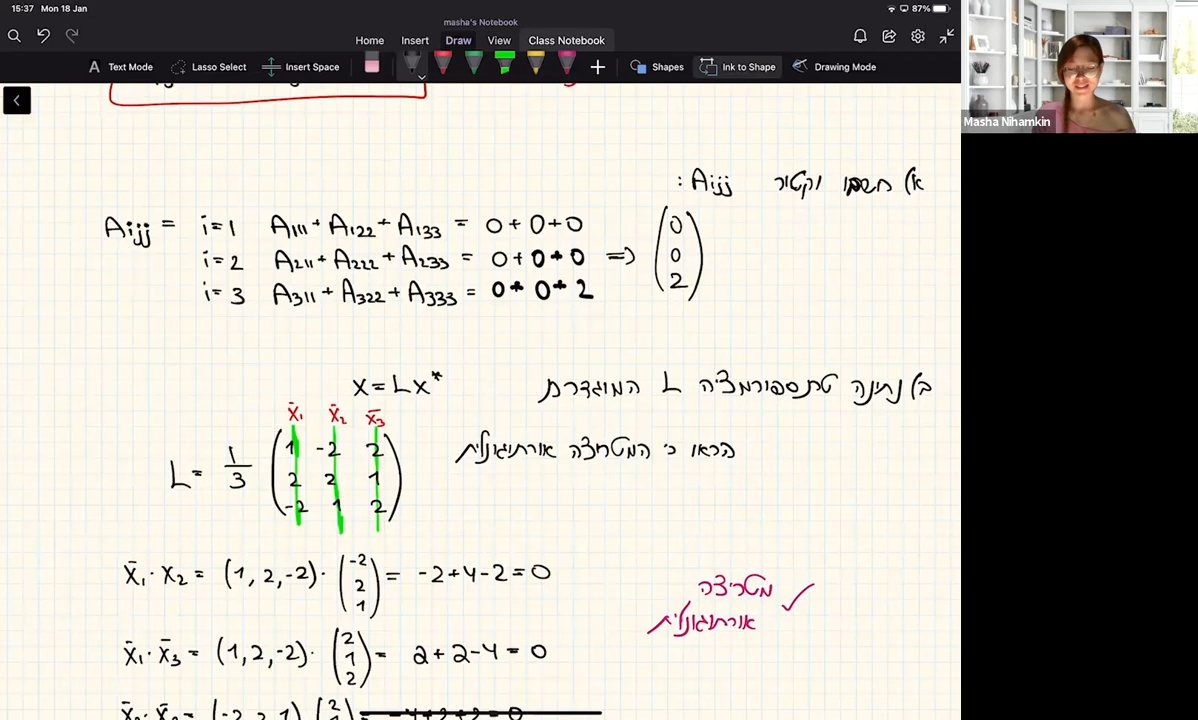 15:37 Mon 18 Jan
87%
masha's Notebook
Home Insert Draw View Class Notebook
Text Mode Lasso Select Insert Space Shapes Ink to Shape Drawing Mode
Masha Nihamkin
א) חשבו וקטור Aijj :
Aijj = i=1 A111 + A122 + A133 = 0+0+0
i=2 A211 + A222 + A233 = 0+0+0 => (0 0 2)
i=3 A311 + A322 + A333 = 0+0+2
ב) נתינה טרנספורמציה L המוגדרת x = Lx*
x̄1 x̄2 x̄3
הראו כי המטריצה אורתוגונלית
L = 1/3 (1 -2 2
2 2 1
-2 1 2)
x̄1 · x2 = (1, 2, -2) · (-2 2 1) = -2+4-2=0
מטריצה
אורתוגונלית ✓
x̄1 · x̄3 = (1, 2, -2) · (2 1 2) = 2+2-4=0